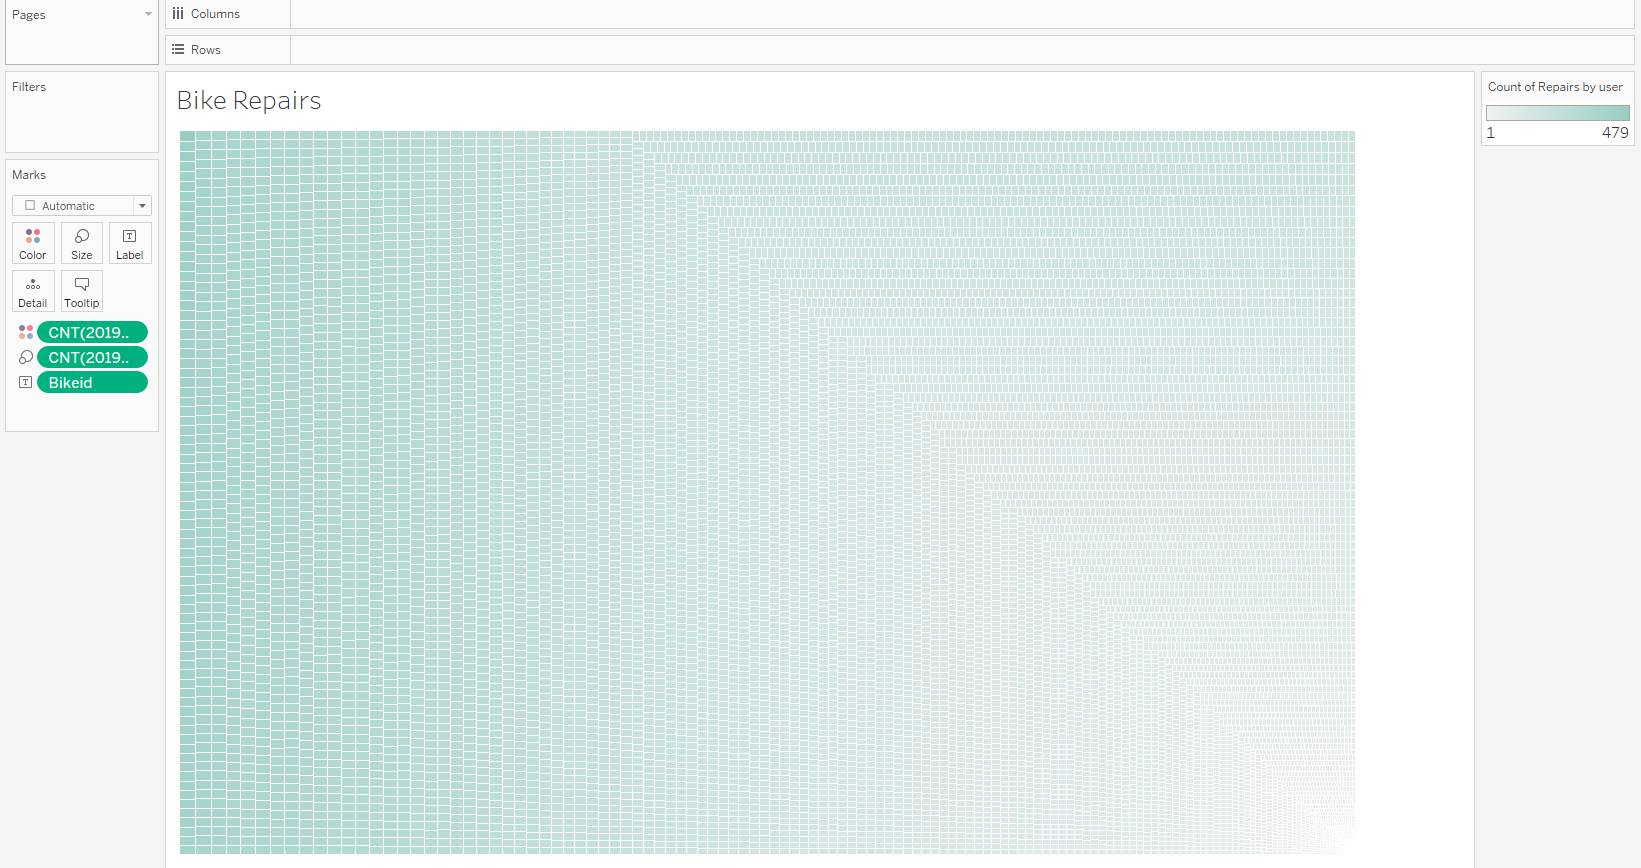 Pages
Columns
Rows
Filters
Marks
Automatic
Color
Size
Label
Detail
Tooltip
CNT(2019..
CNT(2019..
Bikeid
Bike Repairs
Count of Repairs by user
1
479